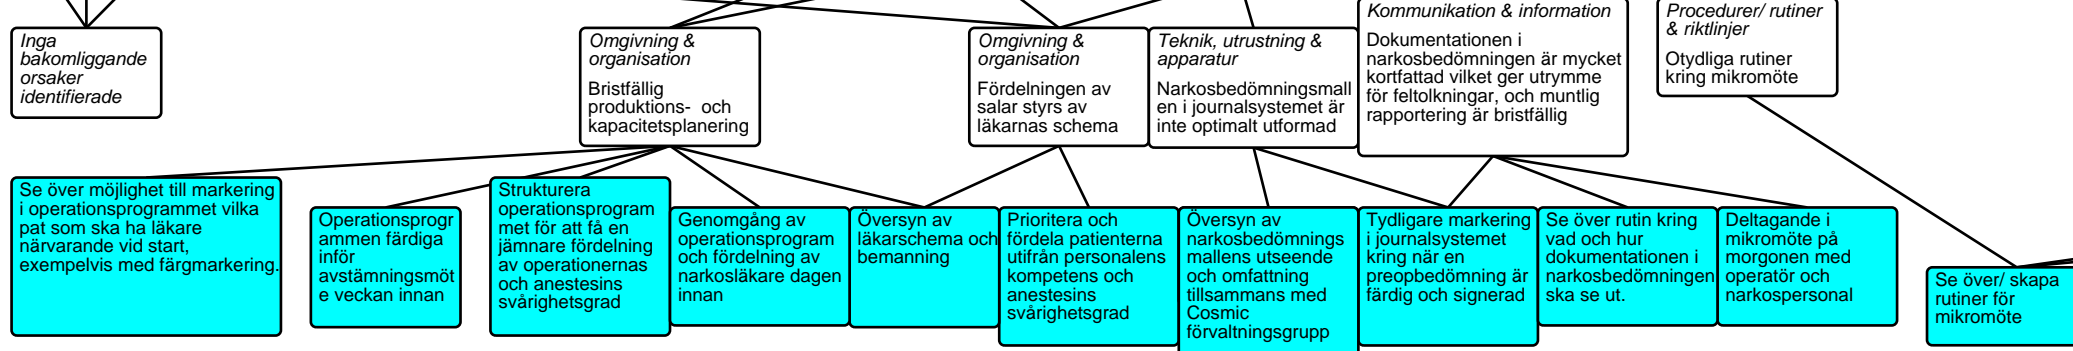 Inga
bakomliggande
orsaker
identifierade
Omgivning &
organisation
Bristfällig
produktions- och
kapacitetsplanering
Omgivning &
organisation
Fördelningen av
salar styrs av
läkarnas schema
Teknik, utrustning &
apparatur
Narkosbedömningsmall
en i journalsystemet är
inte optimalt utformad
Kommunikation & information
Dokumentationen i
narkosbedömningen är mycket
kortfattad vilket ger utrymme
för feltolkningar, och muntlig
rapportering är bristfällig
Procedurer/ rutiner
& riktlinjer
Otydliga rutiner
kring mikromöte
Se över möjlighet till markering
i operationsprogrammet vilka
pat som ska ha läkare
närvarande vid start,
exempelvis med färgmarkering.
Operationsprogr
ammen färdiga
inför
avstämningsmöt
e veckan innan
Strukturera
operationsprogram
met för att få en
jämnare fördelning
av operationernas
och anestesins
svårighetsgrad
Genomgång av
operationsprogram
och fördelning av
narkosläkare dagen
innan
Översyn av
läkarschema och
bemanning
Prioritera och
fördela patienterna
utifrån personalens
kompetens och
anestesins
svårighetsgrad
Översyn av
narkosbedömnings
mallens utseende
och omfattning
tillsammans med
Cosmic
förvaltningsgrupp
Tydligare markering
i journalsystemet
kring när en
preopbedömning är
färdig och signerad
Se över rutin kring
vad och hur
dokumentationen i
narkosbedömningen
ska se ut.
Deltagande i
mikromöte på
morgonen med
operatör och
narkospersonal
Se över/ skapa
rutiner för
mikromöte